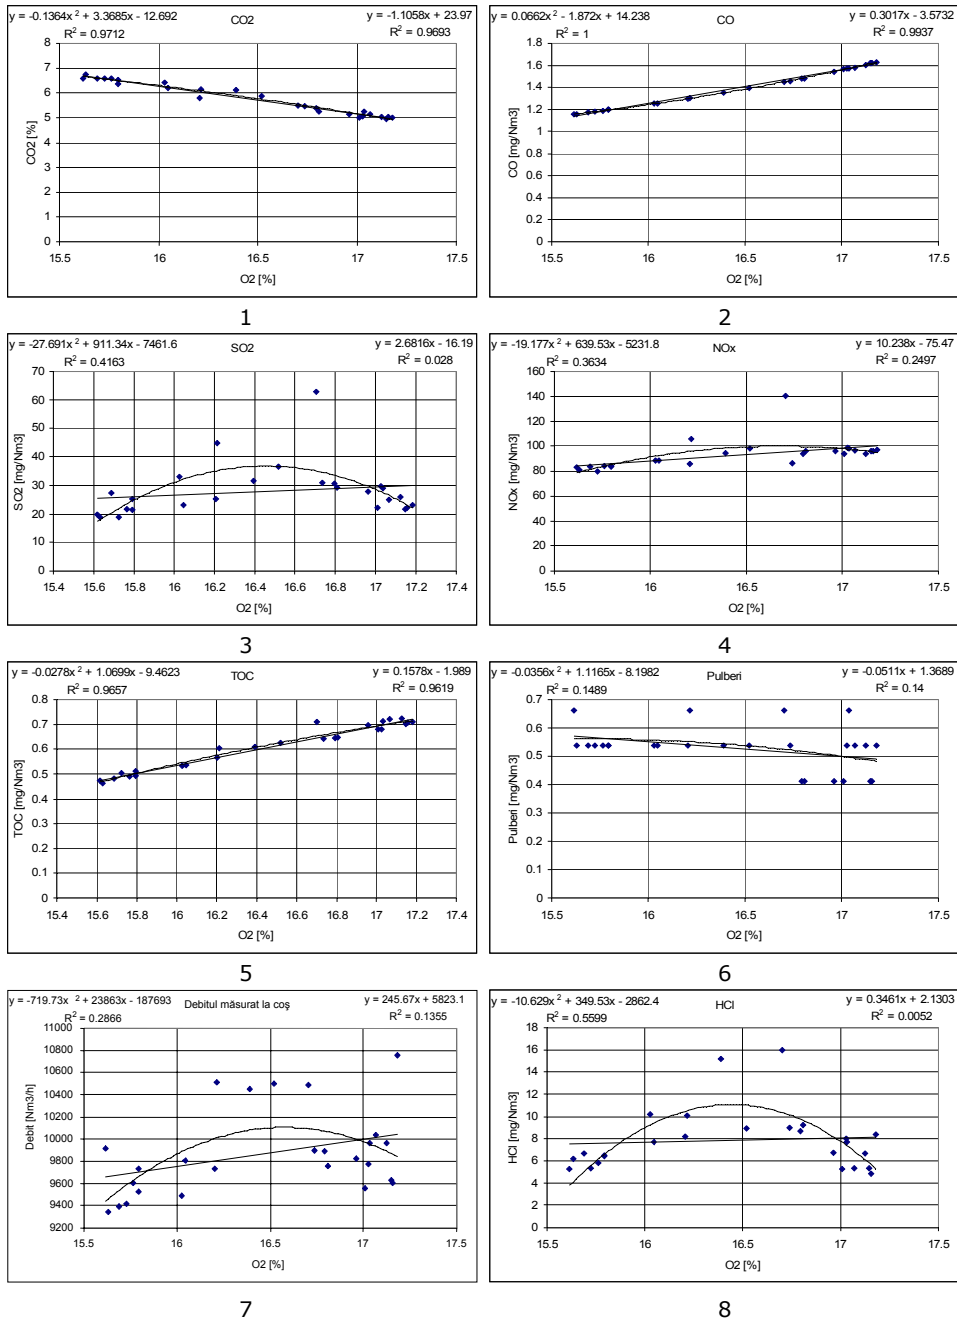 y = -0.1364x² + 3.3685x - 12.692 CO2 y = -1.1058x + 23.97
R² = 0.9712 R² = 0.9693
8
7
6
5
4
3
2
1
0
CO2 [%]
15.5 16 16.5 17 17.5
O2 [%]
1
y = 0.0662x² - 1.872x + 14.238 CO y = 0.3017x - 3.5732
R² = 1 R² = 0.9937
1.8
1.6
1.4
1.2
1
0.8
0.6
0.4
0.2
0
CO [mg/Nm3]
15.5 16 16.5 17 17.5
O2 [%]
2
y = -27.691x² + 911.34x - 7461.6 SO2 y = 2.6816x - 16.19
R² = 0.4163 R² = 0.028
70
60
50
40
30
20
10
0
SO2 [mg/Nm3]
15.4 15.6 15.8 16 16.2 16.4 16.6 16.8 17 17.2 17.4
O2 [%]
3
y = -19.177x² + 639.53x - 5231.8 NOx y = 10.238x - 75.47
R² = 0.3634 R² = 0.2497
160
140
120
100
80
60
40
20
0
NOx [mg/Nm3]
15.5 16 16.5 17 17.5
O2 [%]
4
y = -0.0278x² + 1.0699x - 9.4623 TOC y = 0.1578x - 1.989
R² = 0.9657 R² = 0.9619
0.8
0.7
0.6
0.5
0.4
0.3
0.2
0.1
0
TOC [mg/Nm3]
15.4 15.6 15.8 16 16.2 16.4 16.6 16.8 17 17.2 17.4
O2 [%]
5
y = -0.0356x² + 1.1165x - 8.1982 Pulberi y = -0.0511x + 1.3689
R² = 0.1489 R² = 0.14
0.7
0.6
0.5
0.4
0.3
0.2
0.1
0
Pulberi [mg/Nm3]
15.5 16 16.5 17 17.5
O2 [%]
6
y = -719.73x² + 23863x - 187693 Debitul măsurat la coș y = 245.67x + 5823.1
R² = 0.2866 R² = 0.1355
11000
10800
10600
10400
10200
10000
9800
9600
9400
9200
Debit [Nm3/h]
15.5 16 16.5 17 17.5
O2 [%]
7
y = -10.629x² + 349.53x - 2862.4 HCl y = 0.3461x + 2.1303
R² = 0.5599 R² = 0.0052
18
16
14
12
10
8
6
4
2
0
HCl [mg/Nm3]
15.5 16 16.5 17 17.5
O2 [%]
8